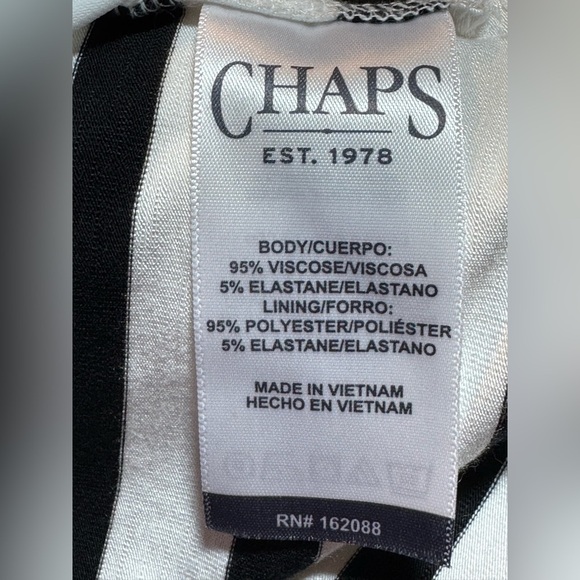 CHAPS
EST. 1978
BODY/CUERPO:
95% VISCOSE/VISCOSA
5% ELASTANE/ELASTANO
LINING/FORRO:
95% POLYESTER/POLIÉSTER
5% ELASTANE/ELASTANO
MADE IN VIETNAM
HECHO EN VIETNAM
RN# 162088